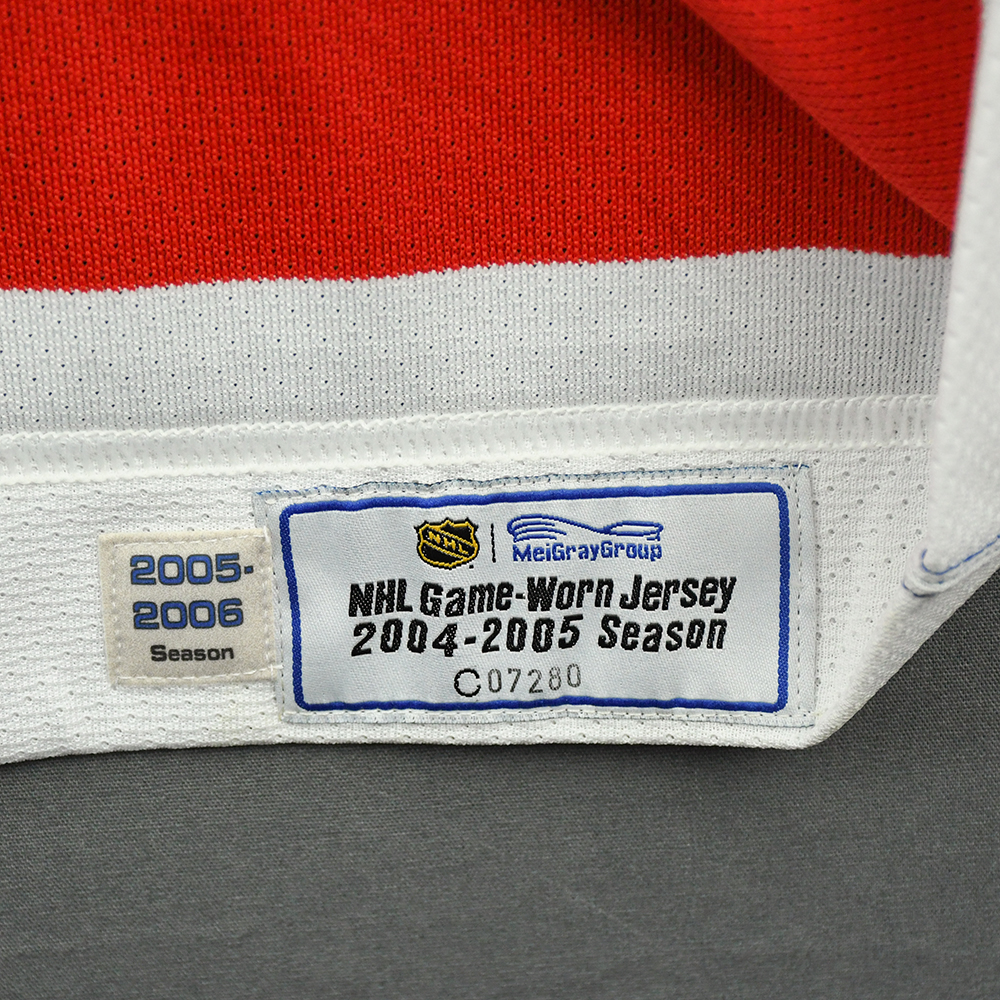 2005-
2006
Season
NHL
MeiGrayGroup
NHL Game-Worn Jersey
2004-2005 Season
C07280